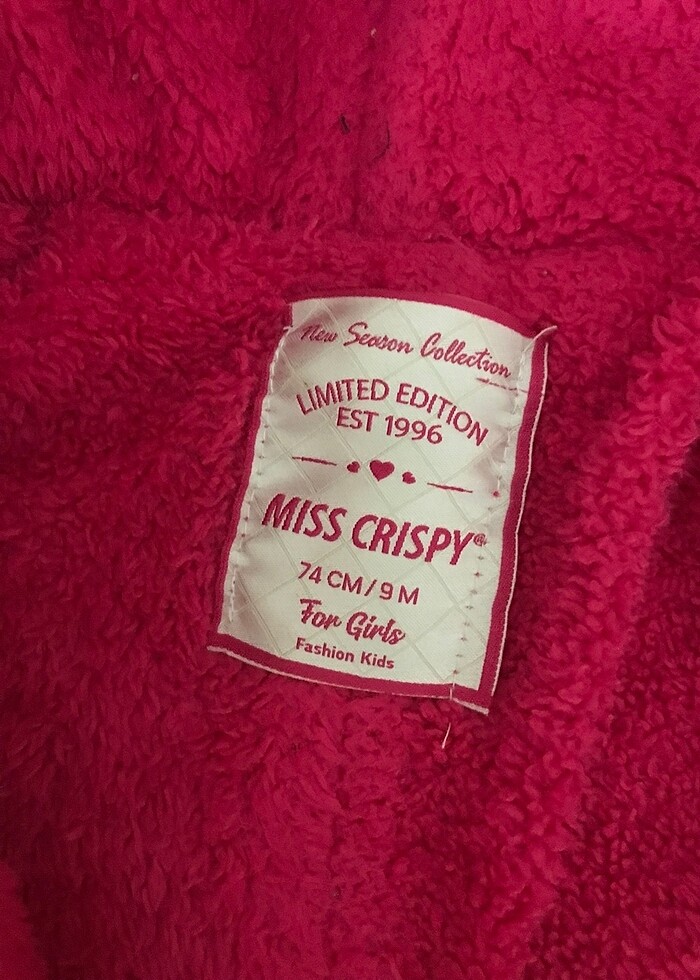 New Season Collection
LIMITED EDITION
EST 1996
MISS CRISPY®
74 CM / 9 M
For Girls
Fashion Kids